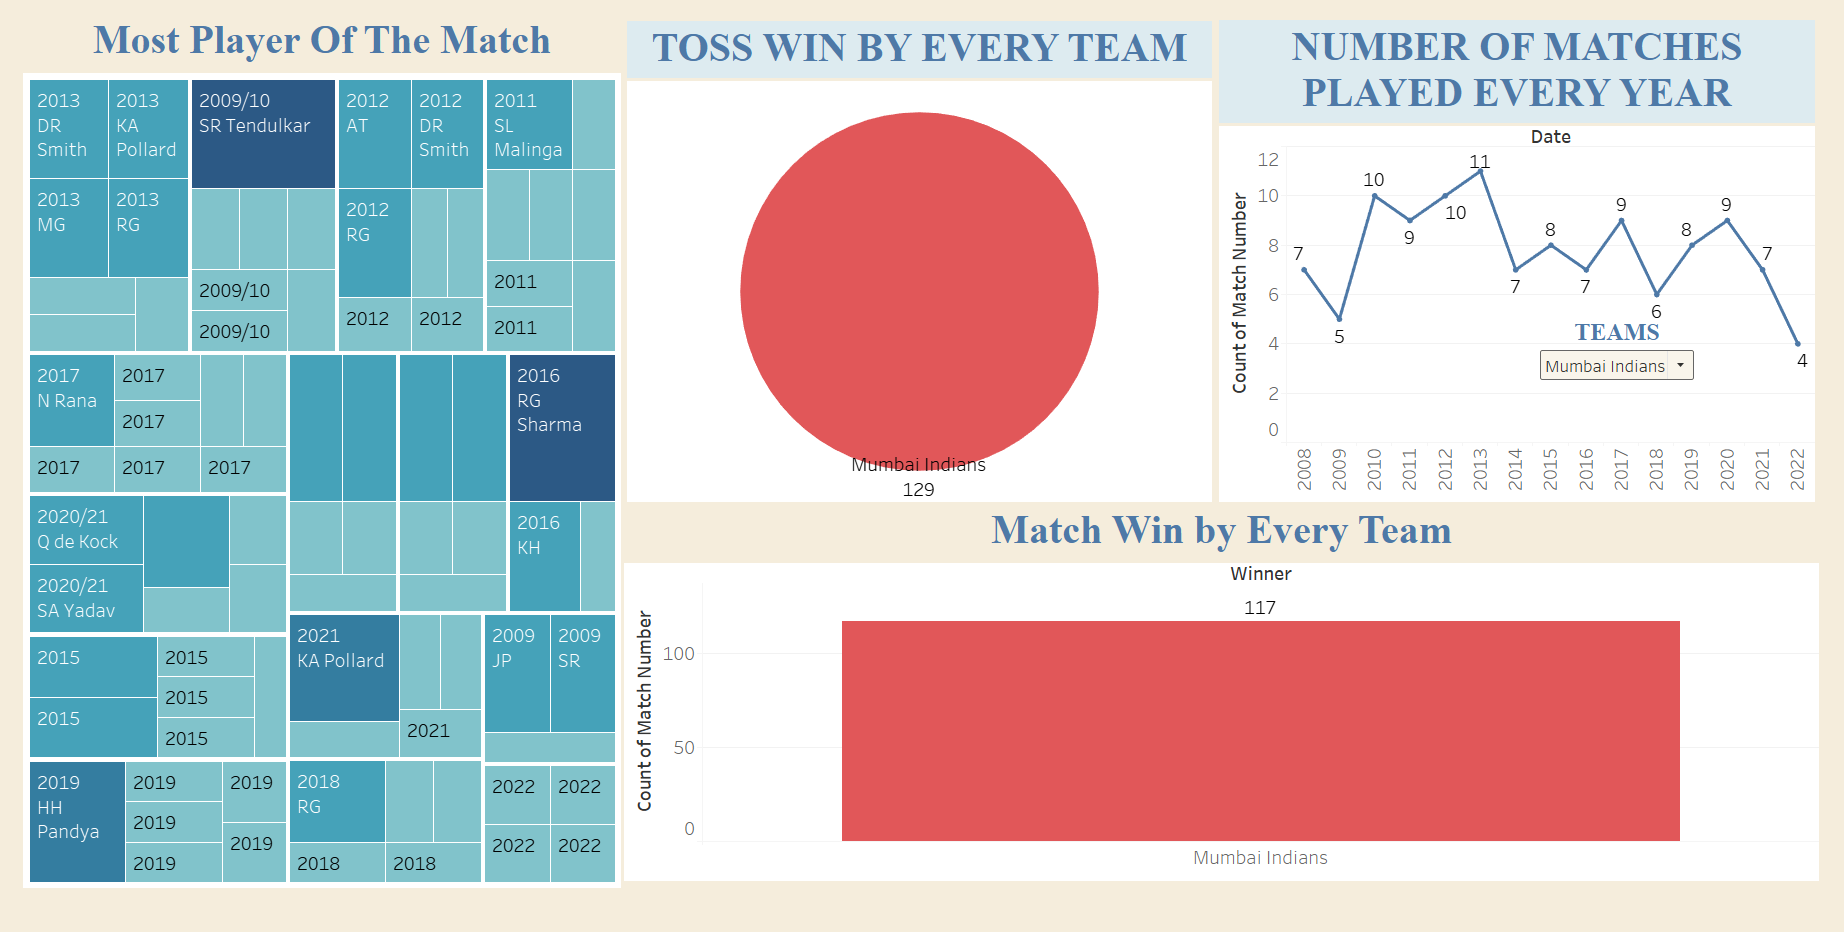 Most Player Of The Match
2013
DR
Smith
2013
KA
Pollard
2013
MG
2013
RG
2009/10
SR Tendulkar
2009/10
2009/10
2012
AT
2012
DR
Smith
2012
RG
2012
2012
2011
SL
Malinga
2011
2011
2017
N Rana
2017
2017
2017
2017
2017
2016
RG
Sharma
2016
KH
2020/21
Q de Kock
2020/21
SA Yadav
2015
2015
2015
2015
2015
2021
KA Pollard
2021
2009
JP
2009
SR
2019
HH
Pandya
2019
2019
2019
2019
2019
2018
RG
2018
2018
2022
2022
2022
2022
TOSS WIN BY EVERY TEAM
Mumbai Indians
129
NUMBER OF MATCHES
PLAYED EVERY YEAR
Date
Count of Match Number
12
10
8
6
4
2
0
7
5
10
9
10
11
7
8
7
9
6
8
9
7
4
TEAMS
Mumbai Indians
2008
2009
2010
2011
2012
2013
2014
2015
2016
2017
2018
2019
2020
2021
2022
Match Win by Every Team
Winner
117
Count of Match Number
100
50
0
Mumbai Indians